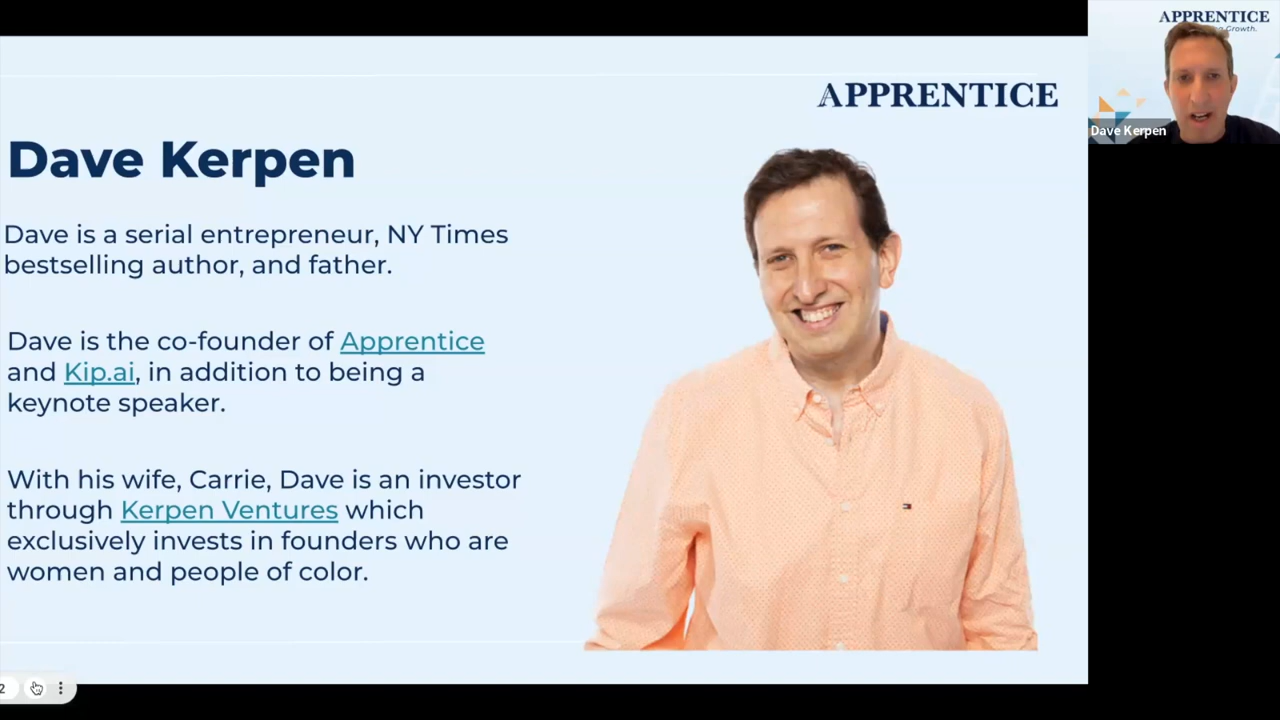 APPRENTICE
Growth.
Dave Kerpen
APPRENTICE
Dave Kerpen
Dave is a serial entrepreneur, NY Times
bestselling author, and father.
Dave is the co-founder of Apprentice
and Kip.ai, in addition to being a
keynote speaker.
With his wife, Carrie, Dave is an investor
through Kerpen Ventures which
exclusively invests in founders who are
women and people of color.
2